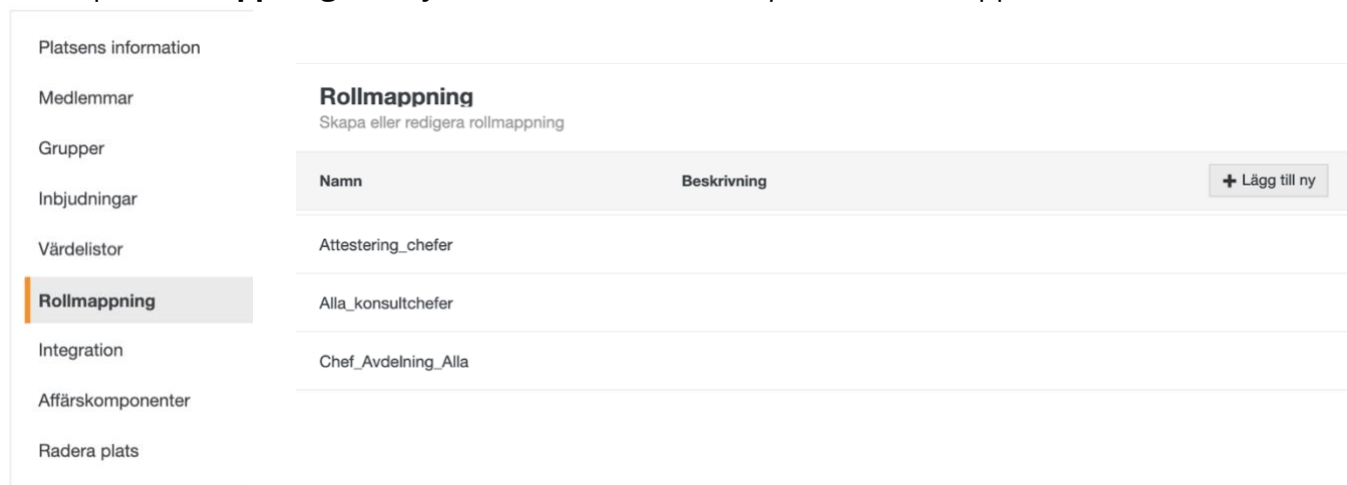 Platsens information
Medlemmar
Grupper
Inbjudningar
Värdelistor
Rollmappning
Integration
Affärskomponenter
Radera plats
Rollmappning
Skapa eller redigera rollmappning
Namn Beskrivning + Lägg till ny
Attestering_chefer
Alla_konsultchefer
Chef_Avdelning_Alla